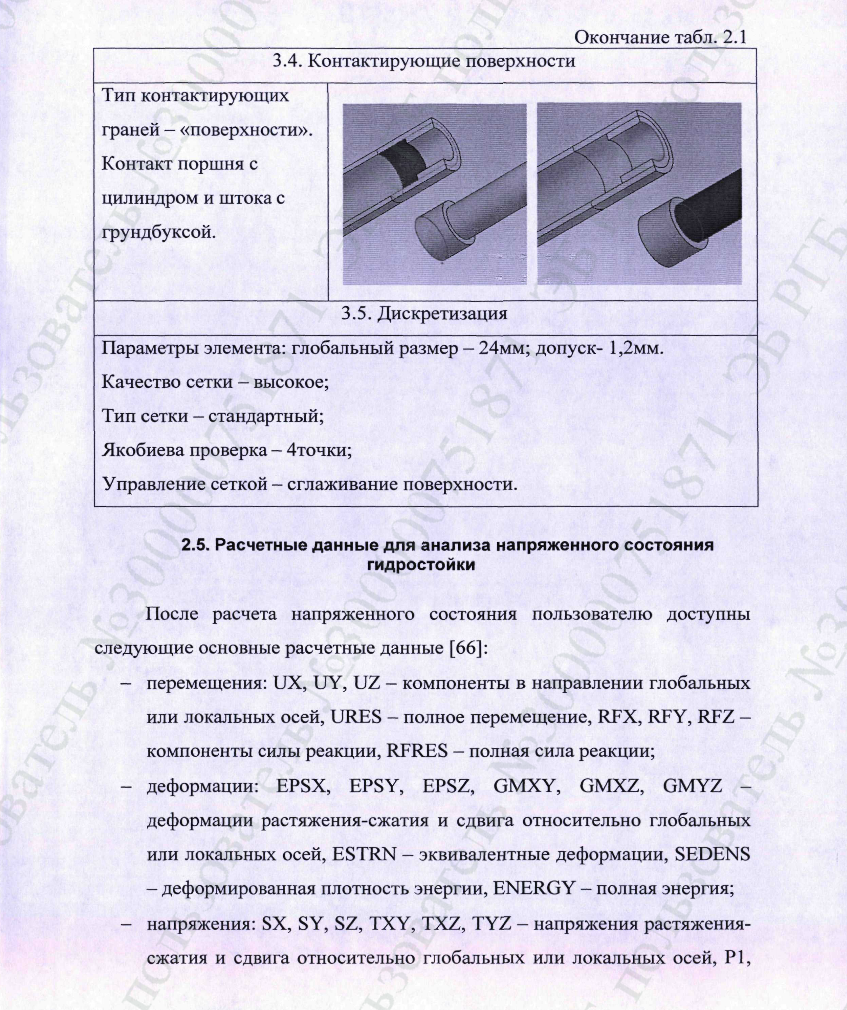 Окончание табл. 2.1
3.4. Контактирующие поверхности
Тип контактирующих
граней – «поверхности».
Контакт поршня с
цилиндром и штока с
грундбуксой.
3.5. Дискретизация
Параметры элемента: глобальный размер – 24мм; допуск- 1,2мм.
Качество сетки – высокое;
Тип сетки – стандартный;
Якобиева проверка – 4точки;
Управление сеткой – сглаживание поверхности.
2.5. Расчетные данные для анализа напряженного состояния
гидростойки
После расчета напряженного состояния пользователю доступны
следующие основные расчетные данные [66]:
– перемещения: UX, UY, UZ – компоненты в направлении глобальных
или локальных осей, URES – полное перемещение, RFX, RFY, RFZ –
компоненты силы реакции, RFRES – полная сила реакции;
– деформации: EPSX, EPSY, EPSZ, GMXY, GMXZ, GMYZ –
деформации растяжения-сжатия и сдвига относительно глобальных
или локальных осей, ESTRN – эквивалентные деформации, SEDENS
– деформированная плотность энергии, ENERGY – полная энергия;
– напряжения: SX, SY, SZ, TXY, TXZ, TYZ – напряжения растяжения-
сжатия и сдвига относительно глобальных или локальных осей, P1,